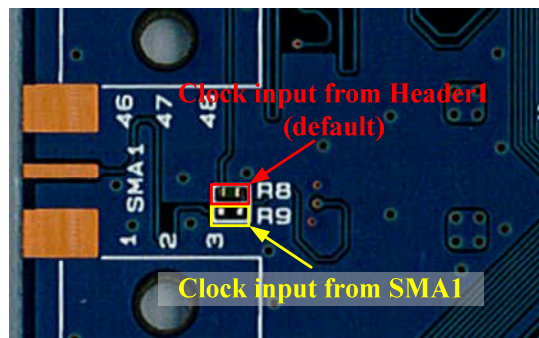 Clock input from Header1
(default)
46 47 48
SMA1
R8
R9
1 2 3
Clock input from SMA1